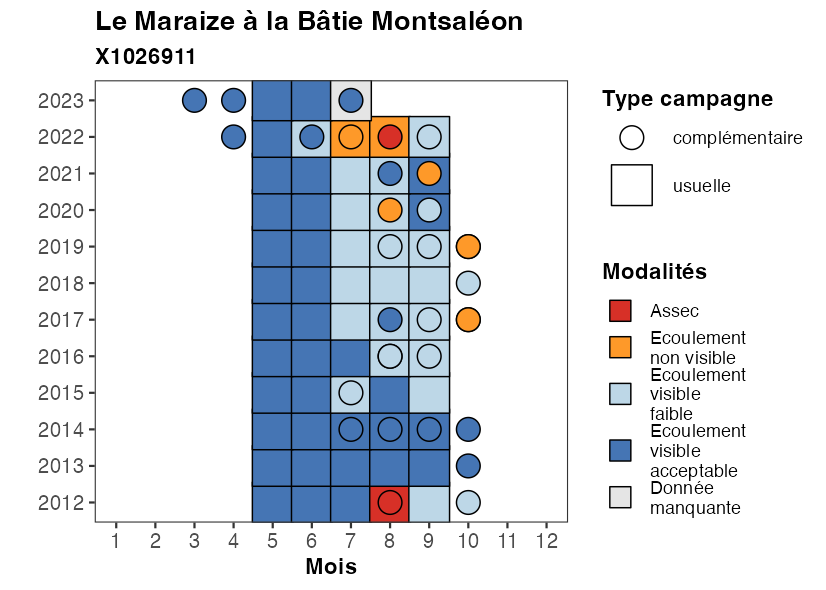 Le Maraize à la Bâtie Montsaléon
X1026911
2023
2022
2021
2020
2019
2018
2017
2016
2015
2014
2013
2012
1 2 3 4 5 6 7 8 9 10 11 12
Mois
Type campagne
complémentaire
usuelle
Modalités
Assec
Ecoulement
non visible
Ecoulement
visible
faible
Ecoulement
visible
acceptable
Donnée
manquante